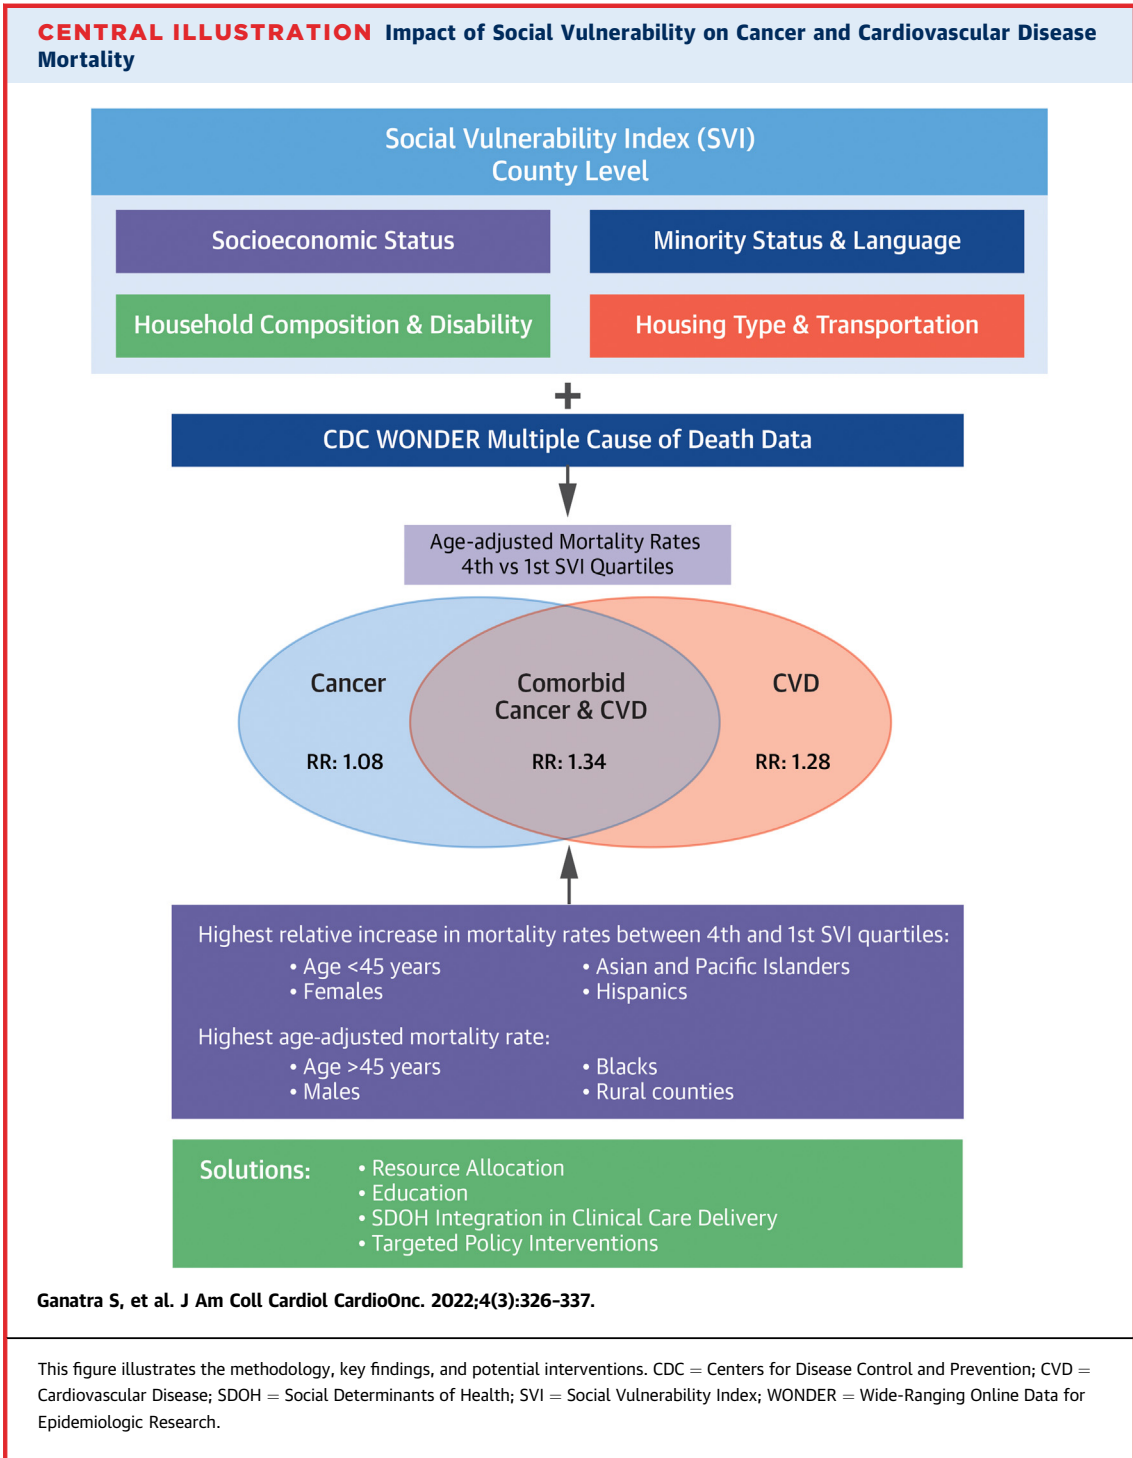 CENTRAL ILLUSTRATION Impact of Social Vulnerability on Cancer and Cardiovascular Disease
Mortality
Social Vulnerability Index (SVI)
County Level
Socioeconomic Status
Minority Status & Language
Household Composition & Disability
Housing Type & Transportation
+
CDC WONDER Multiple Cause of Death Data
Age-adjusted Mortality Rates
4th vs 1st SVI Quartiles
Cancer
RR: 1.08
Comorbid
Cancer & CVD
RR: 1.34
CVD
RR: 1.28
Highest relative increase in mortality rates between 4th and 1st SVI quartiles:
• Age <45 years
• Females
• Asian and Pacific Islanders
• Hispanics
Highest age-adjusted mortality rate:
• Age >45 years
• Males
• Blacks
• Rural counties
Solutions:
• Resource Allocation
• Education
• SDOH Integration in Clinical Care Delivery
• Targeted Policy Interventions
Ganatra S, et al. J Am Coll Cardiol CardioOnc. 2022;4(3):326–337.
This figure illustrates the methodology, key findings, and potential interventions. CDC = Centers for Disease Control and Prevention; CVD =
Cardiovascular Disease; SDOH = Social Determinants of Health; SVI = Social Vulnerability Index; WONDER = Wide-Ranging Online Data for
Epidemiologic Research.